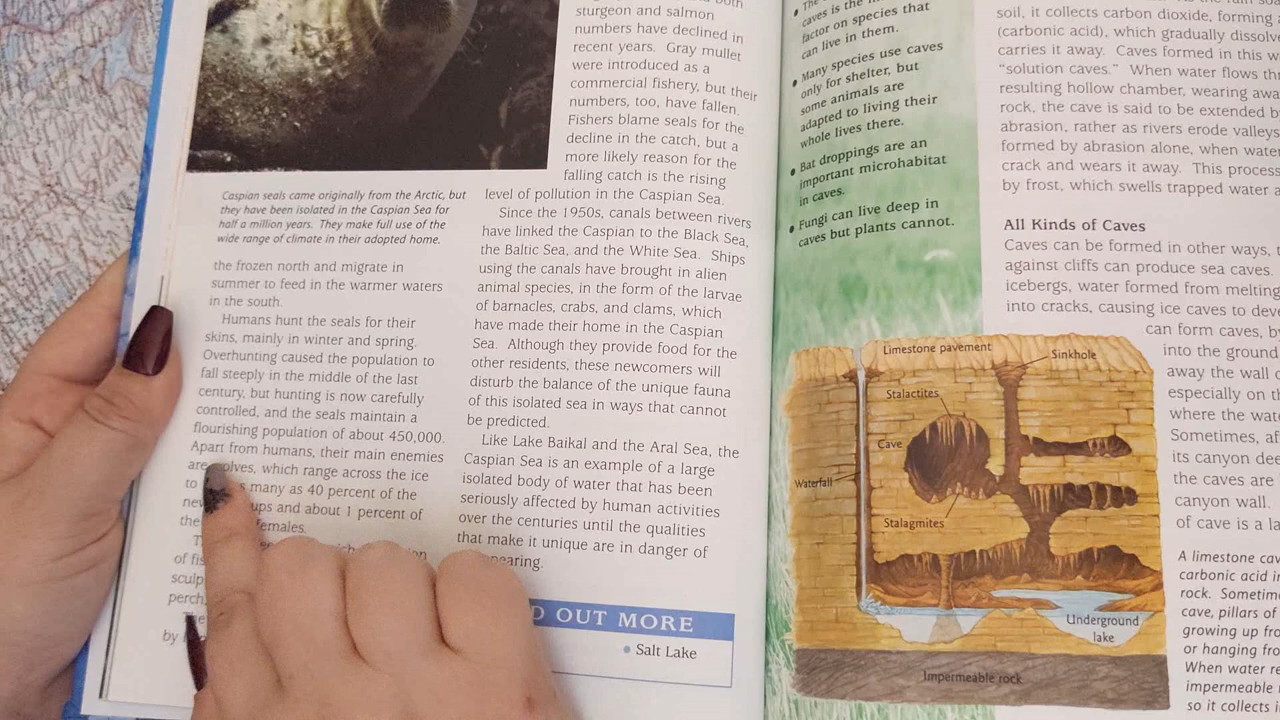 Caspian seals came originally from the Arctic, but
they have been isolated in the Caspian Sea for
half a million years. They make full use of the
wide range of climate in their adopted home.
the frozen north and migrate in
summer to feed in the warmer waters
in the south.
Humans hunt the seals for their
skins, mainly in winter and spring.
Overhunting caused the population to
fall steeply in the middle of the last
century, but hunting is now carefully
controlled, and the seals maintain a
flourishing population of about 450,000.
Apart from humans, their main enemies
are wolves, which range across the ice
to many as 40 percent of the
and about 1 percent of
the females.
of
perch,
by
both
sturgeon and salmon
numbers have declined in
recent years. Gray mullet
were introduced as a
commercial fishery, but their
numbers, too, have fallen.
Fishers blame seals for the
decline in the catch, but a
more likely reason for the
falling catch is the rising
level of pollution in the Caspian Sea.
Since the 1950s, canals between rivers
have linked the Caspian to the Black Sea,
the Baltic Sea, and the White Sea. Ships
using the canals have brought in alien
animal species, in the form of the larvae
of barnacles, crabs, and clams, which
have made their home in the Caspian
Sea. Although they provide food for the
other residents, these newcomers will
disturb the balance of the unique fauna
of this isolated sea in ways that cannot
be predicted.
Like Lake Baikal and the Aral Sea, the
Caspian Sea is an example of a large
isolated body of water that has been
seriously affected by human activities
over the centuries until the qualities
that make it unique are in danger of
OUT MORE
• Salt Lake
• The
caves is the
factor on species that
can live in them.
• Many species use caves
only for shelter, but
some animals are
adapted to living their
whole lives there.
• Bat droppings are an
important microhabitat
in caves.
• Fungi can live deep in
caves but plants cannot.
soil, it collects carbon dioxide, forming
(carbonic acid), which gradually
carries it away. Caves formed in this
"solution caves." When water flows
resulting hollow chamber, wearing
rock, the cave is said to be extended
abrasion, rather as rivers erode valleys
formed by abrasion alone, when water
crack and wears it away. This process
by frost, which swells trapped water
All Kinds of Caves
Caves can be formed in other ways,
against cliffs can produce sea caves.
icebergs, water formed from melting
into cracks, causing ice caves to
can form caves,
into the ground
away the wall
especially on
where the
Sometimes,
its canyon
the caves are
canyon wall.
of cave is a
Limestone pavement
Sinkhole
Stalactites
Cave
Waterfall
Stalagmites
Underground
lake
Impermeable rock
A limestone
carbonic acid
rock.
cave, pillars of
growing up
or hanging
When water
impermeable
so it collects